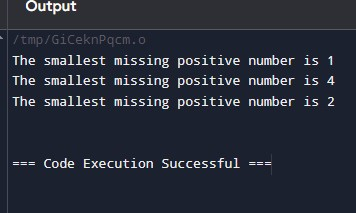 Output
/tmp/GiCeknPqcm.o
The smallest missing positive number is 1
The smallest missing positive number is 4
The smallest missing positive number is 2
=== Code Execution Successful ===